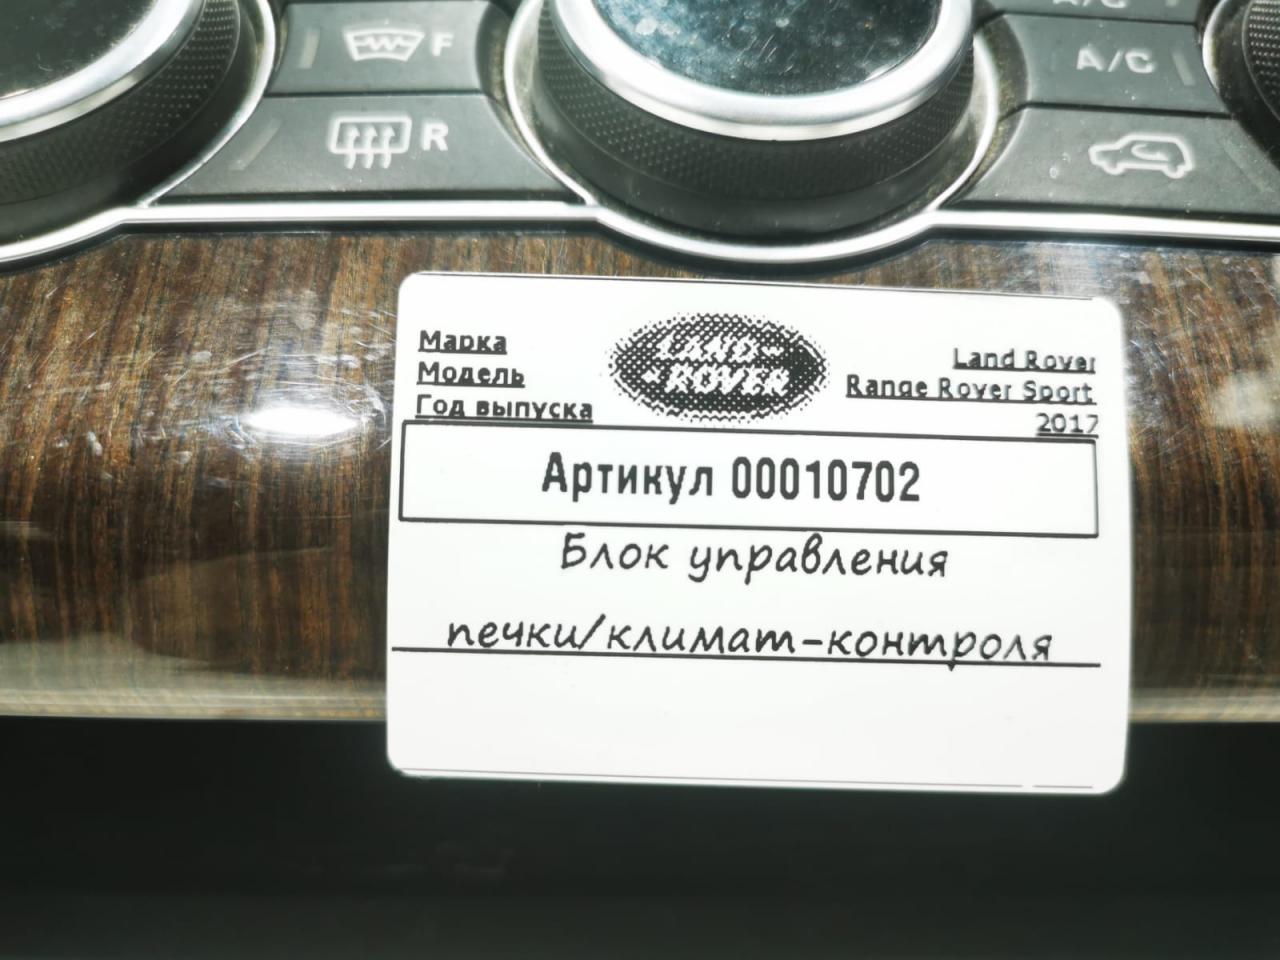 F
A/C
A/C
R
Марка
LAND-
ROVER
Land Rover
Модель
Range Rover Sport
Год выпуска
2017
Артикул 00010702
Блок управления
печки/климат-контроля